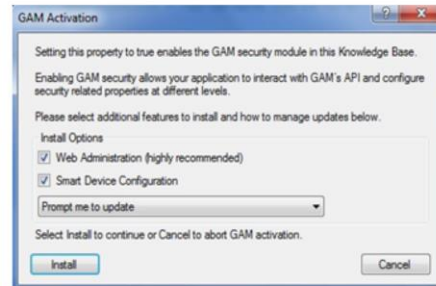 GAM Activation
Setting this property to true enables the GAM security module in this Knowledge Base.
Enabling GAM security allows your application to interact with GAM's API and configure
security related properties at different levels.
Please select additional features to install and how to manage updates below.
Install Options
Web Administration (highly recommended)
Smart Device Configuration
Prompt me to update
Select Install to continue or Cancel to abort GAM activation.
Install Cancel